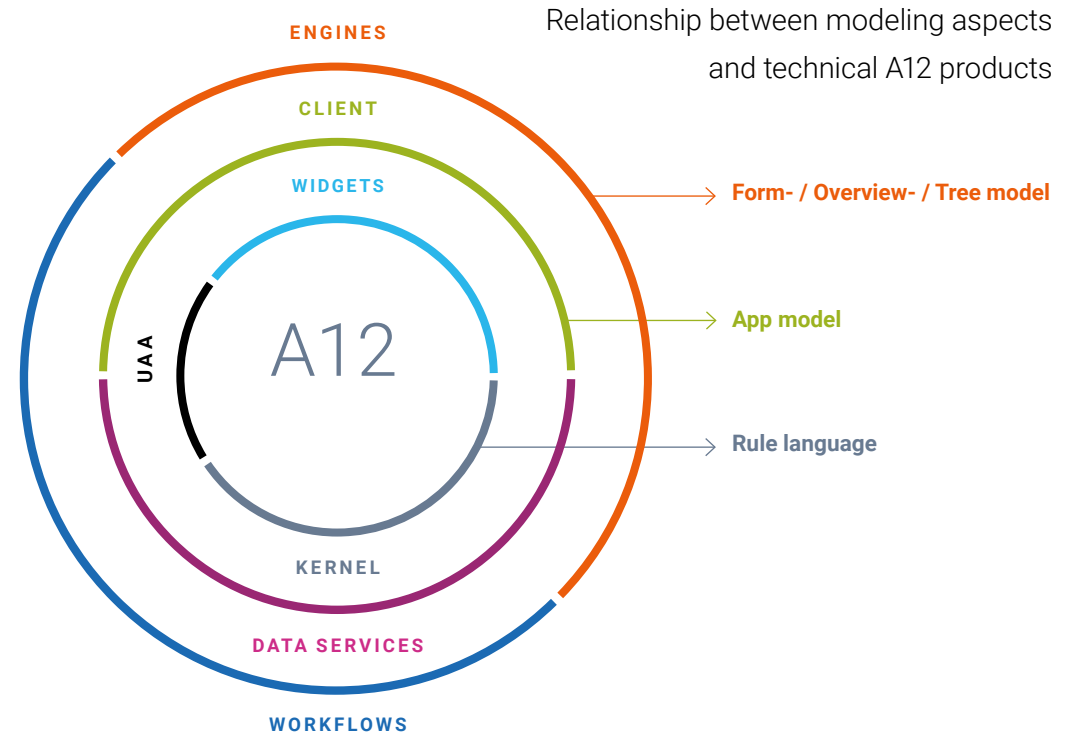 Relationship between modeling aspects
and technical A12 products
ENGINES
CLIENT
WIDGETS
Form- / Overview- / Tree model
App model
UAA
A12
Rule language
KERNEL
DATA SERVICES
WORKFLOWS